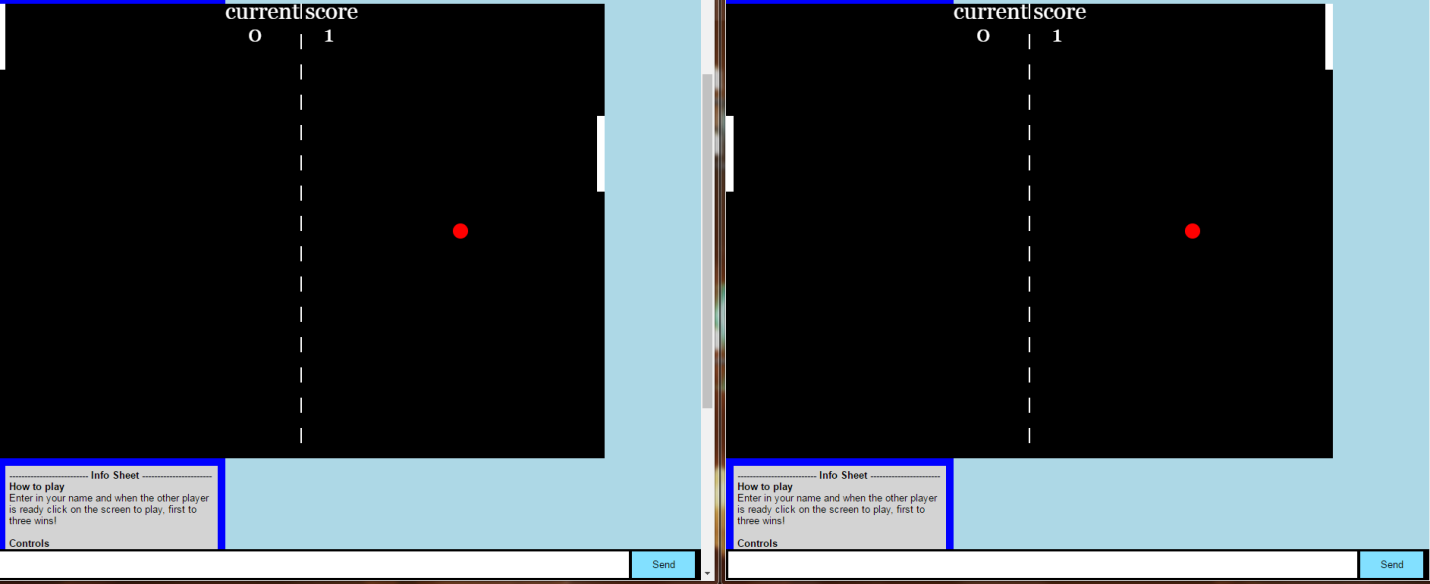 current score
0 1
------------------------ Info Sheet ----------------------
How to play
Enter in your name and when the other player
is ready click on the screen to play, first to
three wins!
Controls
Send
current score
0 1
------------------------ Info Sheet ----------------------
How to play
Enter in your name and when the other player
is ready click on the screen to play, first to
three wins!
Controls
Send